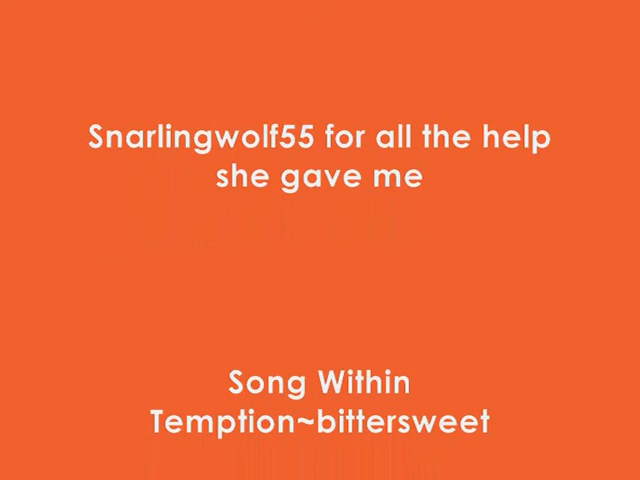 Snarlingwolf55 for all the help
she gave me
Song Within
Temption~bittersweet